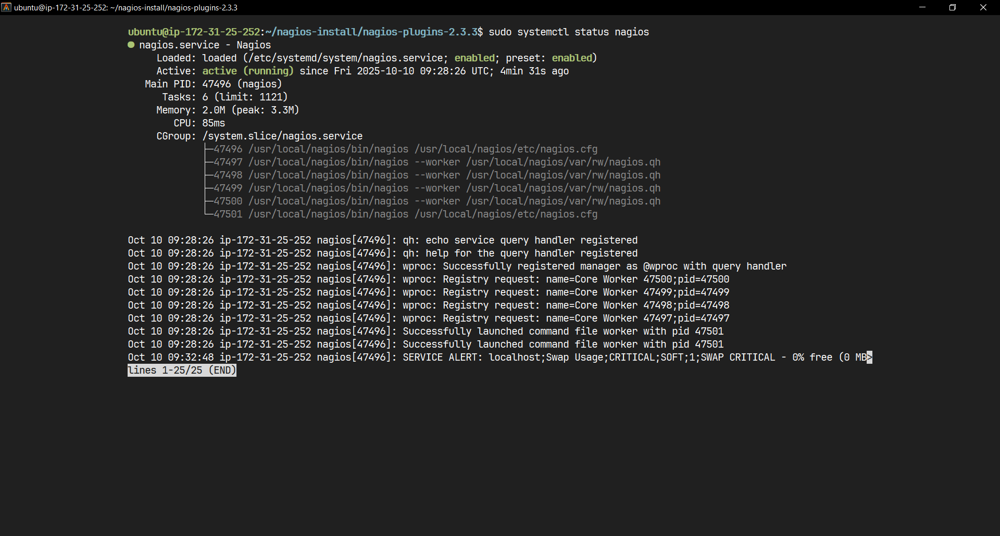 ubuntu@ip-172-31-25-252: ~/nagios-install/nagios-plugins-2.3.3
ubuntu@ip-172-31-25-252:~/nagios-install/nagios-plugins-2.3.3$ sudo systemctl status nagios
● nagios.service - Nagios
     Loaded: loaded (/etc/systemd/system/nagios.service; enabled; preset: enabled)
     Active: active (running) since Fri 2025-10-10 09:28:26 UTC; 4min 31s ago
   Main PID: 47496 (nagios)
      Tasks: 6 (limit: 1121)
     Memory: 2.0M (peak: 3.3M)
        CPU: 85ms
     CGroup: /system.slice/nagios.service
             ├─47496 /usr/local/nagios/bin/nagios /usr/local/nagios/etc/nagios.cfg
             ├─47497 /usr/local/nagios/bin/nagios --worker /usr/local/nagios/var/rw/nagios.qh
             ├─47498 /usr/local/nagios/bin/nagios --worker /usr/local/nagios/var/rw/nagios.qh
             ├─47499 /usr/local/nagios/bin/nagios --worker /usr/local/nagios/var/rw/nagios.qh
             ├─47500 /usr/local/nagios/bin/nagios --worker /usr/local/nagios/var/rw/nagios.qh
             └─47501 /usr/local/nagios/bin/nagios /usr/local/nagios/etc/nagios.cfg
Oct 10 09:28:26 ip-172-31-25-252 nagios[47496]: qh: echo service query handler registered
Oct 10 09:28:26 ip-172-31-25-252 nagios[47496]: qh: help for the query handler registered
Oct 10 09:28:26 ip-172-31-25-252 nagios[47496]: wproc: Successfully registered manager as @wproc with query handler
Oct 10 09:28:26 ip-172-31-25-252 nagios[47496]: wproc: Registry request: name=Core Worker 47500;pid=47500
Oct 10 09:28:26 ip-172-31-25-252 nagios[47496]: wproc: Registry request: name=Core Worker 47499;pid=47499
Oct 10 09:28:26 ip-172-31-25-252 nagios[47496]: wproc: Registry request: name=Core Worker 47498;pid=47498
Oct 10 09:28:26 ip-172-31-25-252 nagios[47496]: wproc: Registry request: name=Core Worker 47497;pid=47497
Oct 10 09:28:26 ip-172-31-25-252 nagios[47496]: Successfully launched command file worker with pid 47501
Oct 10 09:28:26 ip-172-31-25-252 nagios[47496]: Successfully launched command file worker with pid 47501
Oct 10 09:32:48 ip-172-31-25-252 nagios[47496]: SERVICE ALERT: localhost;Swap Usage;CRITICAL;SOFT;1;SWAP CRITICAL - 0% free (0 MB>
lines 1-25/25 (END)